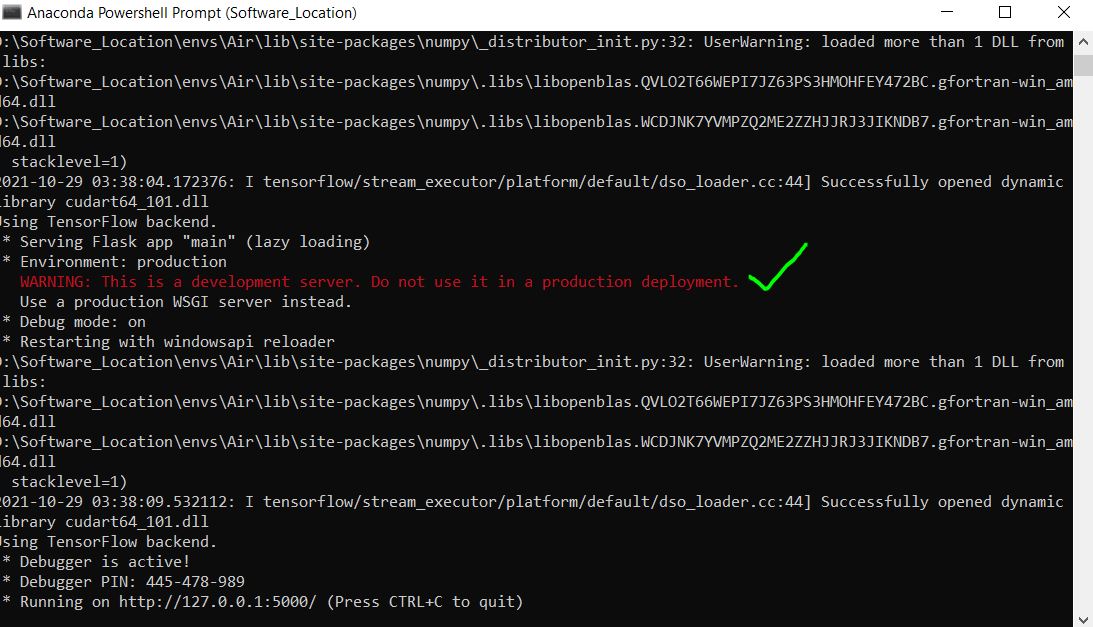 Anaconda Powershell Prompt (Software_Location)
:\Software_Location\envs\Air\lib\site-packages\numpy\_distributor_init.py:32: UserWarning: loaded more than 1 DLL from
libs:
:\Software_Location\envs\Air\lib\site-packages\numpy\.libs\libopenblas.QVLO2T66WEPI7JZ63PS3HMOHFEY472BC.gfortran-win_am
d64.dll
:\Software_Location\envs\Air\lib\site-packages\numpy\.libs\libopenblas.WCDJNK7YVMPZQ2ME2ZZHJJRJ3JIKNDB7.gfortran-win_am
d64.dll
stacklevel=1)
2021-10-29 03:38:04.172376: I tensorflow/stream_executor/platform/default/dso_loader.cc:44] Successfully opened dynamic
library cudart64_101.dll
Using TensorFlow backend.
* Serving Flask app "main" (lazy loading)
* Environment: production
WARNING: This is a development server. Do not use it in a production deployment.
Use a production WSGI server instead.
* Debug mode: on
* Restarting with windowsapi reloader
:\Software_Location\envs\Air\lib\site-packages\numpy\_distributor_init.py:32: UserWarning: loaded more than 1 DLL from
libs:
:\Software_Location\envs\Air\lib\site-packages\numpy\.libs\libopenblas.QVLO2T66WEPI7JZ63PS3HMOHFEY472BC.gfortran-win_am
d64.dll
:\Software_Location\envs\Air\lib\site-packages\numpy\.libs\libopenblas.WCDJNK7YVMPZQ2ME2ZZHJJRJ3JIKNDB7.gfortran-win_am
d64.dll
stacklevel=1)
2021-10-29 03:38:09.532112: I tensorflow/stream_executor/platform/default/dso_loader.cc:44] Successfully opened dynamic
library cudart64_101.dll
Using TensorFlow backend.
* Debugger is active!
* Debugger PIN: 445-478-989
* Running on http://127.0.0.1:5000/ (Press CTRL+C to quit)